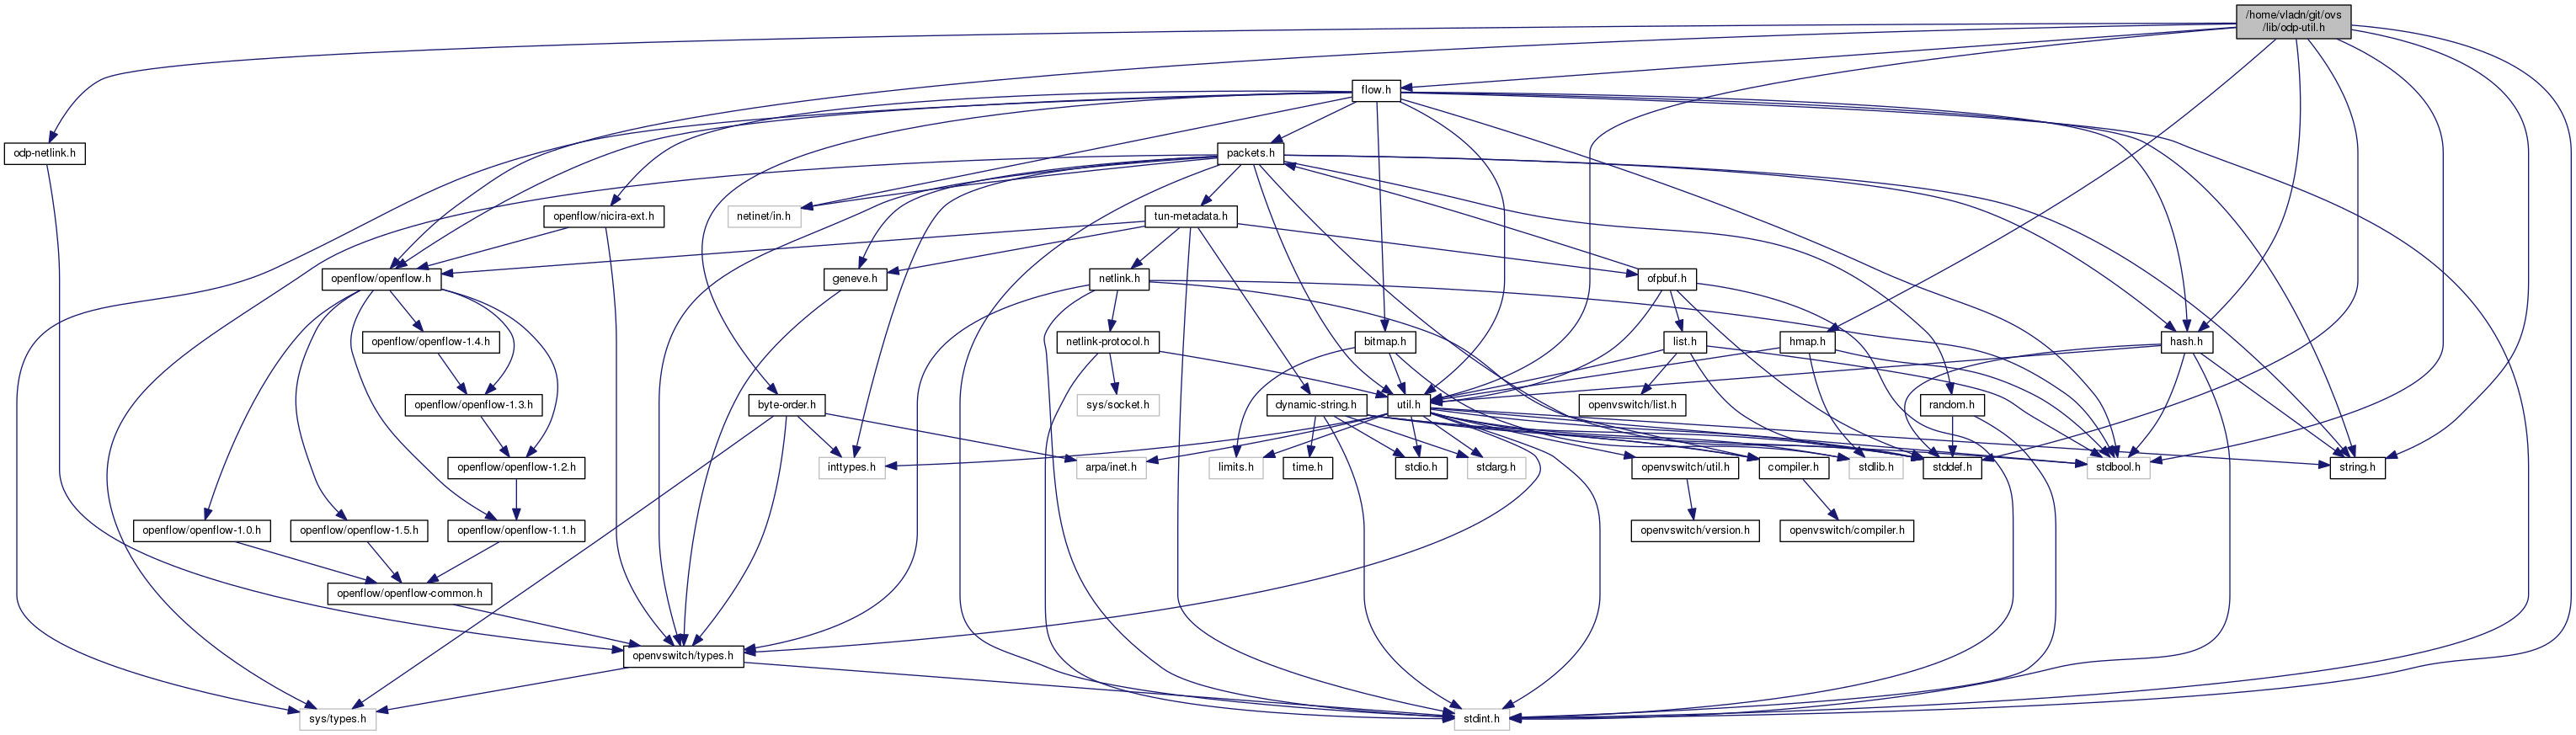 /home/vladn/git/ovs
/lib/odp-util.h
flow.h
odp-netlink.h
packets.h
openflow/nicira-ext.h
netinet/in.h
tun-metadata.h
openflow/openflow.h
geneve.h
netlink.h
ofpbuf.h
openflow/openflow-1.4.h
netlink-protocol.h
bitmap.h
list.h
hmap.h
hash.h
openflow/openflow-1.3.h
byte-order.h
sys/socket.h
dynamic-string.h
util.h
openvswitch/list.h
random.h
openflow/openflow-1.2.h
inttypes.h
arpa/inet.h
limits.h
time.h
stdio.h
stdarg.h
openvswitch/util.h
compiler.h
stdlib.h
stddef.h
stdbool.h
string.h
openflow/openflow-1.0.h
openflow/openflow-1.5.h
openflow/openflow-1.1.h
openvswitch/version.h
openvswitch/compiler.h
openflow/openflow-common.h
openvswitch/types.h
sys/types.h
stdint.h